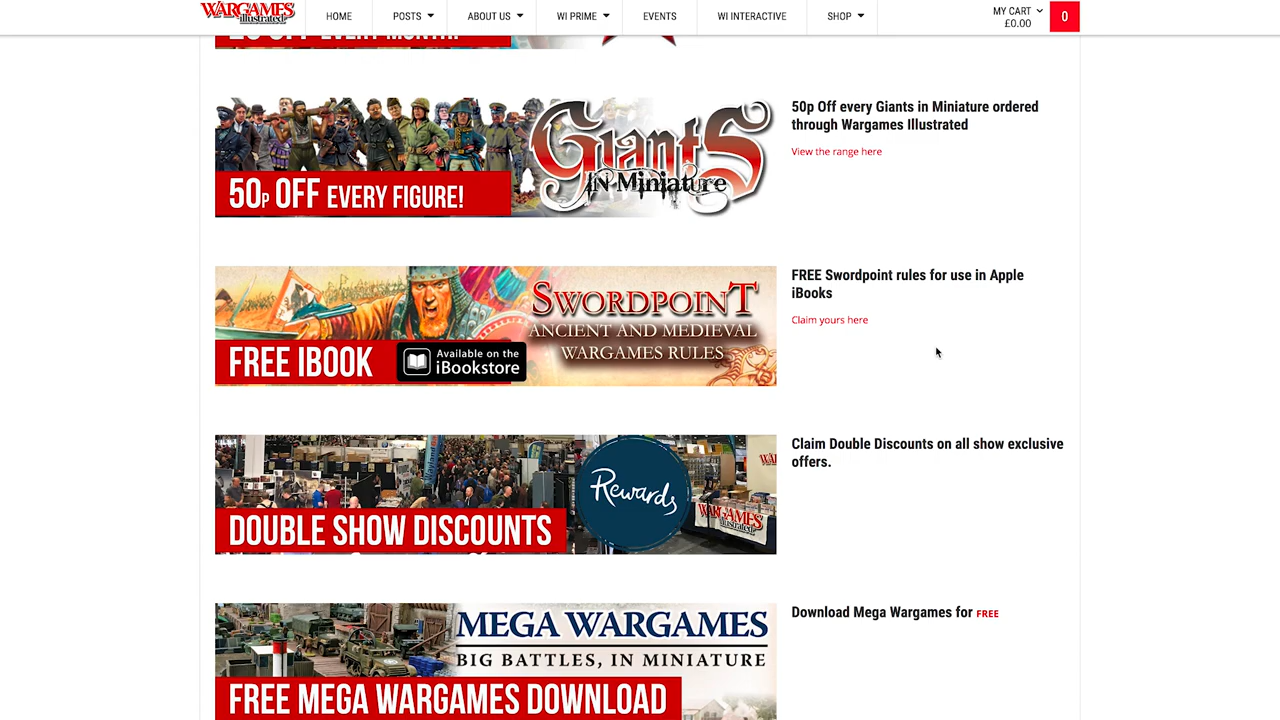 WARGAMES
illustrated
HOME
POSTS
ABOUT US
WI PRIME
EVENTS
WI INTERACTIVE
SHOP
MY CART
£0.00
0
50p Off every Giants in Miniature ordered
through Wargames Illustrated
View the range here
Giants
IN Miniature
50p OFF EVERY FIGURE!
FREE Swordpoint rules for use in Apple
iBooks
Claim yours here
SWORDPOINT
ANCIENT AND MEDIEVAL
WARGAMES RULES
FREE IBOOK
Available on the
iBookstore
Claim Double Discounts on all show exclusive
offers.
Rewards
WARGAMES
illustrated
DOUBLE SHOW DISCOUNTS
Download Mega Wargames for FREE
MEGA WARGAMES
BIG BATTLES, IN MINIATURE
FREE MEGA WARGAMES DOWNLOAD